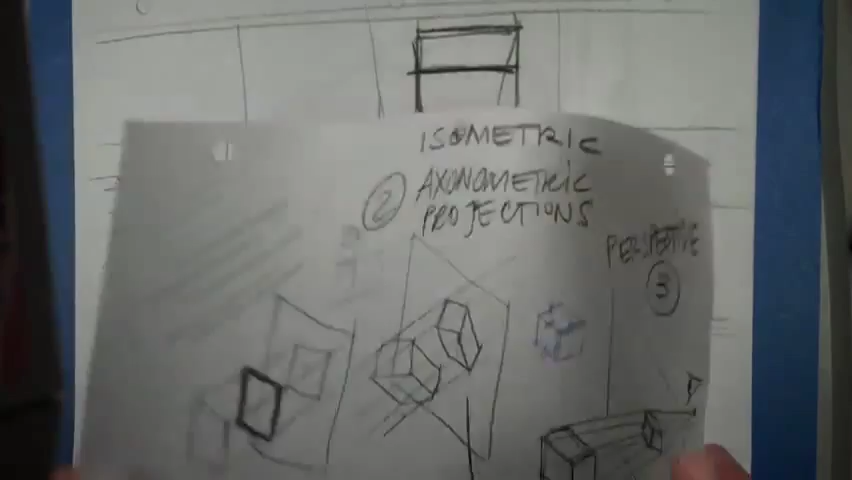 ISOMETRIC
2 AXONOMETRIC
PROJECTIONS
PERSPECTIVE
3